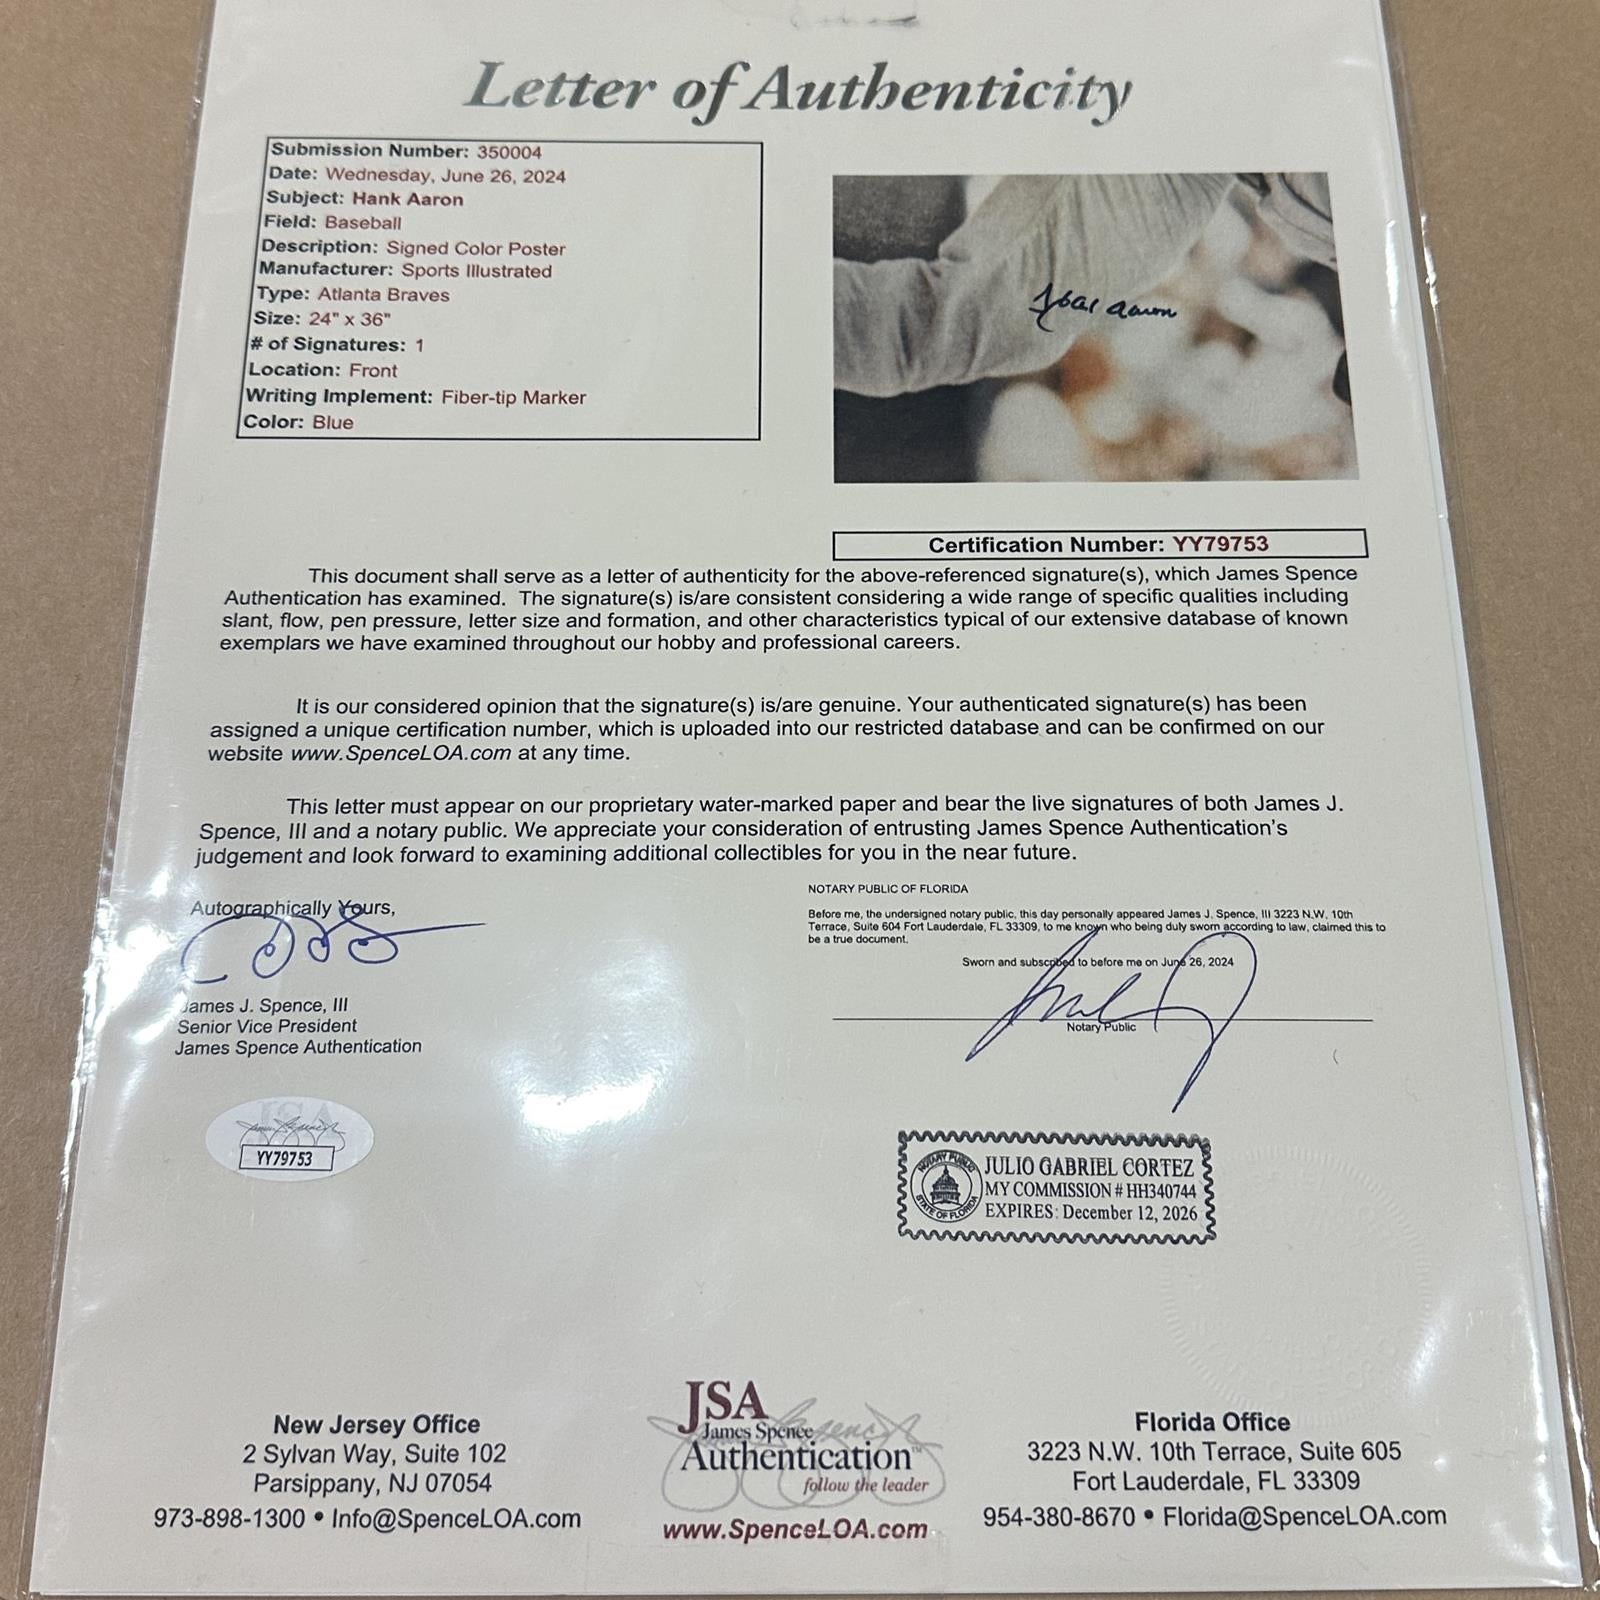 Letter of Authenticity
Submission Number: 350004
Date: Wednesday, June 26, 2024
Subject: Hank Aaron
Field: Baseball
Description: Signed Color Poster
Manufacturer: Sports Illustrated
Type: Atlanta Braves
Size: 24" x 36"
# of Signatures: 1
Location: Front
Writing Implement: Fiber-tip Marker
Color: Blue
Aaron
Certification Number: YY79753
This document shall serve as a letter of authenticity for the above-referenced signature(s), which James Spence
Authentication has examined. The signature(s) is/are consistent considering a wide range of specific qualities including
slant, flow, pen pressure, letter size and formation, and other characteristics typical of our extensive database of known
exemplars we have examined throughout our hobby and professional careers.
It is our considered opinion that the signature(s) is/are genuine. Your authenticated signature(s) has been
assigned a unique certification number, which is uploaded into our restricted database and can be confirmed on our
website www.SpenceLOA.com at any time.
This letter must appear on our proprietary water-marked paper and bear the live signatures of both James J.
Spence, III and a notary public. We appreciate your consideration of entrusting James Spence Authentication's
judgement and look forward to examining additional collectibles for you in the near future.
Autographically Yours,
James J. Spence, III
Senior Vice President
James Spence Authentication
NOTARY PUBLIC OF FLORIDA
Before me, the undersigned notary public, this day personally appeared James J. Spence, III 3223 N.W. 10th
Terrace, Suite 604 Fort Lauderdale, FL 33309, to me known who being duly sworn according to law, claimed this to
be a true document.
Sworn and subscribed to before me on June 26, 2024
Notary Public
JSA
YY79753
NOTARY PUBLIC
STATE OF FLORIDA
JULIO GABRIEL CORTEZ
MY COMMISSION # HH340744
EXPIRES: December 12, 2026
New Jersey Office
2 Sylvan Way, Suite 102
Parsippany, NJ 07054
973-898-1300 • Info@SpenceLOA.com
JSA
James Spence
Authentication™
follow the leader
www.SpenceLOA.com
Florida Office
3223 N.W. 10th Terrace, Suite 605
Fort Lauderdale, FL 33309
954-380-8670 • Florida@SpenceLOA.com